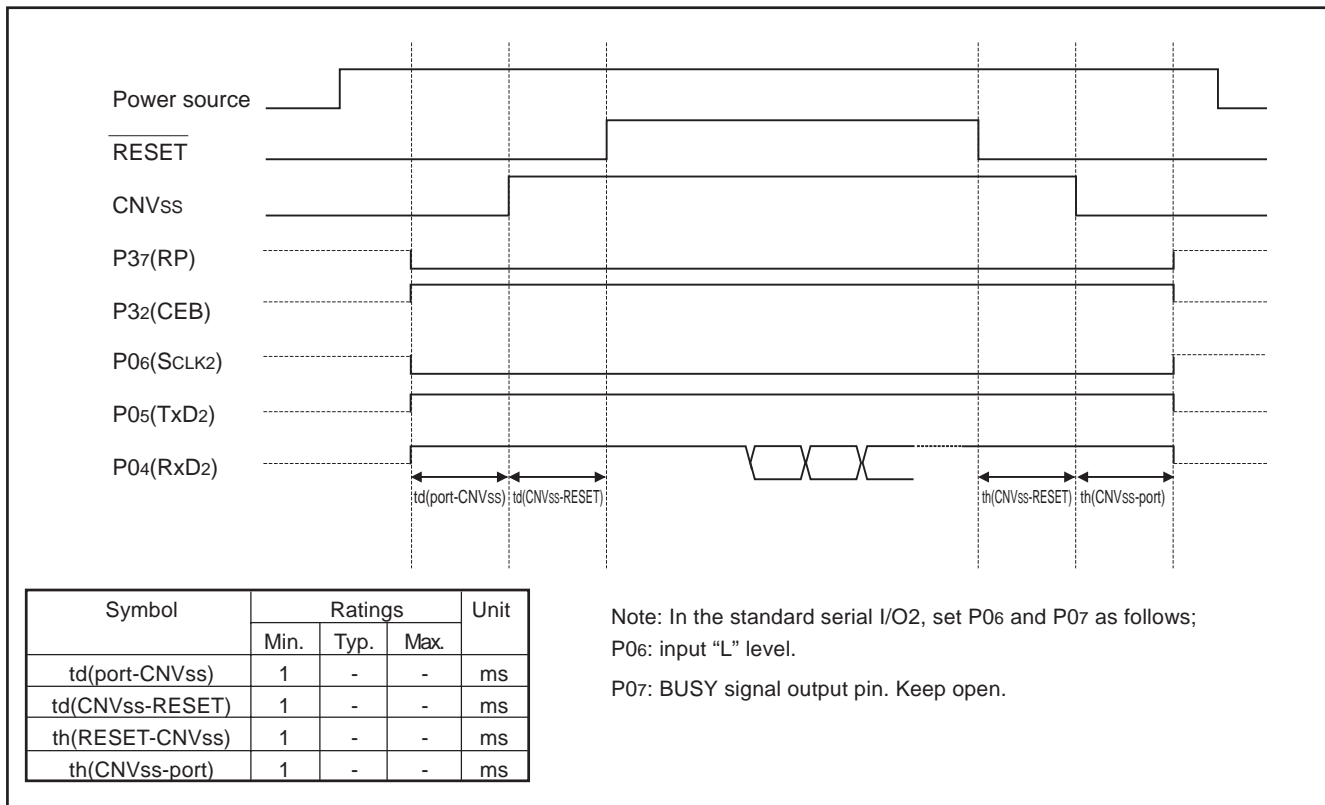 Power source
RESET
CNVss
P37(RP)
P32(CEB)
P06(SCLK2)
P05(TxD2)
P04(RxD2)
td(port-CNVss) td(CNVss-RESET) th(CNVss-RESET) th(CNVss-port)
Symbol Ratings Unit
Min. Typ. Max.
td(port-CNVss) 1 - - ms
td(CNVss-RESET) 1 - - ms
th(RESET-CNVss) 1 - - ms
th(CNVss-port) 1 - - ms
Note: In the standard serial I/O2, set P06 and P07 as follows;
P06: input “L” level.
P07: BUSY signal output pin. Keep open.